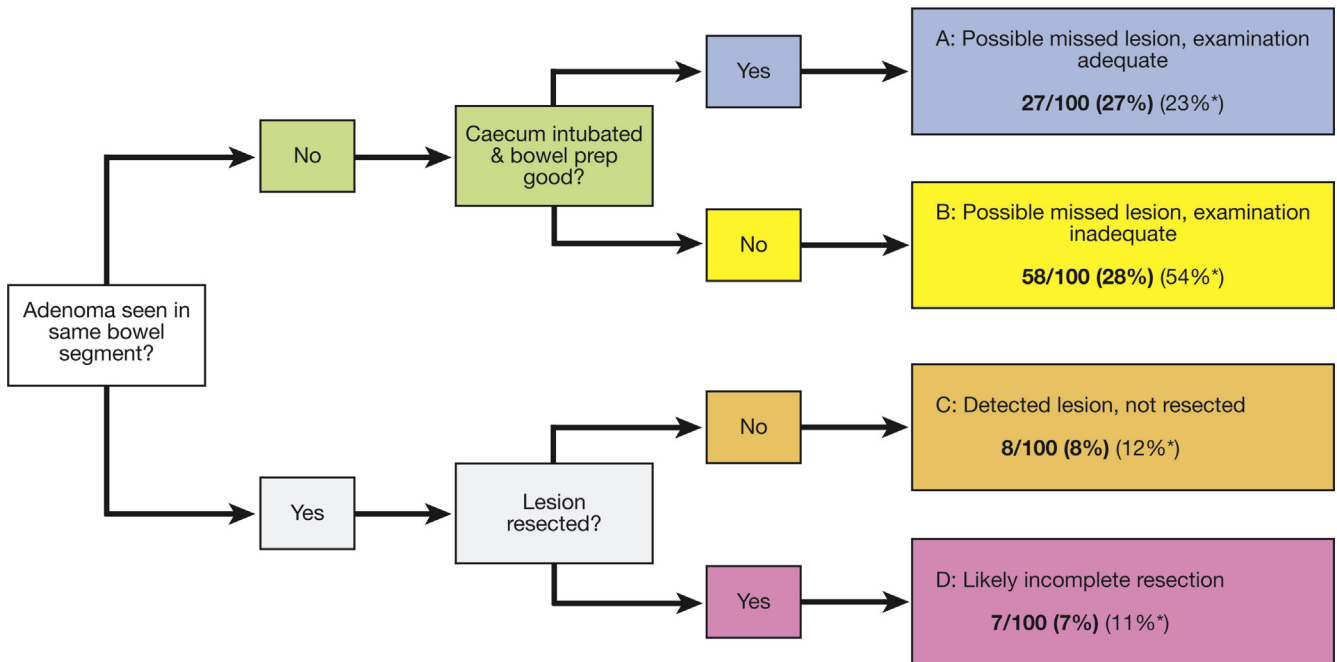 Adenoma seen in
same bowel
segment?
No
Caecum intubated
& bowel prep
good?
Yes
A: Possible missed lesion, examination
adequate
27/100 (27%) (23%*)
No
B: Possible missed lesion, examination
inadequate
58/100 (28%) (54%*)
Yes
Lesion
resected?
No
C: Detected lesion, not resected
8/100 (8%) (12%*)
Yes
D: Likely incomplete resection
7/100 (7%) (11%*)